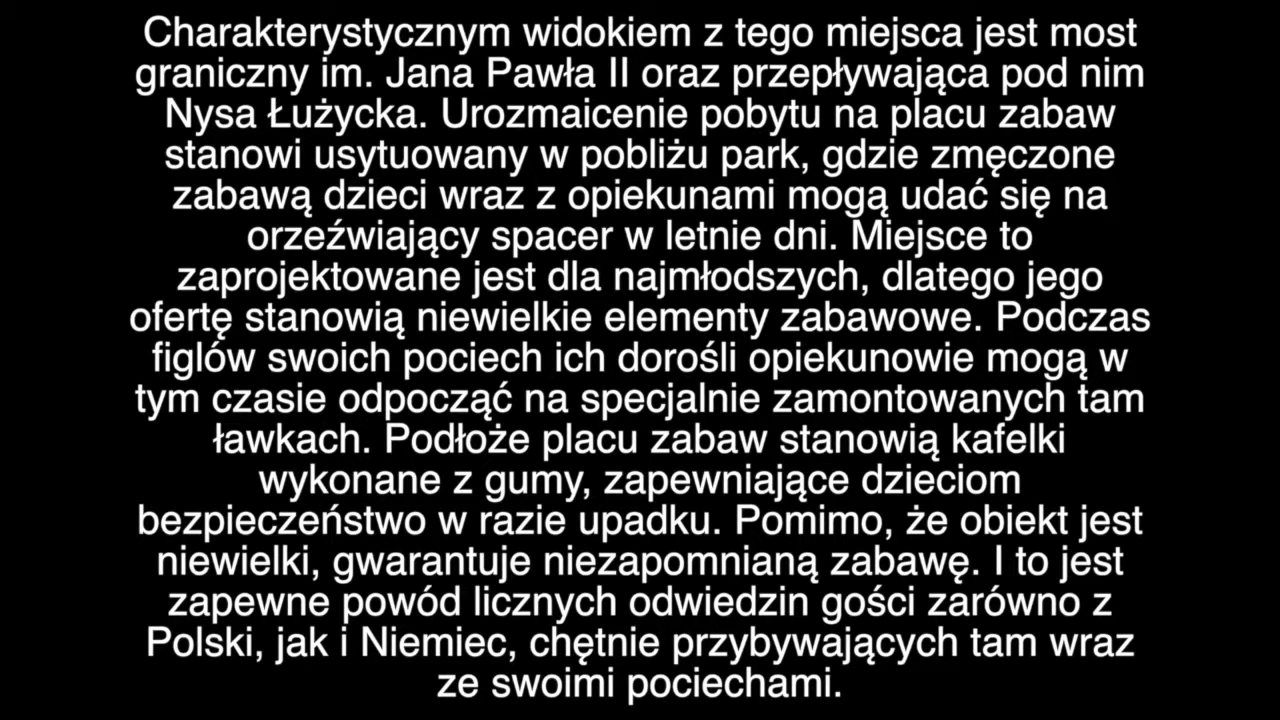 Charakterystycznym widokiem z tego miejsca jest most
graniczny im. Jana Pawła II oraz przepływająca pod nim
Nysa Łużycka. Urozmaicenie pobytu na placu zabaw
stanowi usytuowany w pobliżu park, gdzie zmęczone
zabawą dzieci wraz z opiekunami mogą udać się na
orzeźwiający spacer w letnie dni. Miejsce to
zaprojektowane jest dla najmłodszych, dlatego jego
ofertę stanowią niewielkie elementy zabawowe. Podczas
figlów swoich pociech ich dorośli opiekunowie mogą w
tym czasie odpocząć na specjalnie zamontowanych tam
ławkach. Podłoże placu zabaw stanowią kafelki
wykonane z gumy, zapewniające dzieciom
bezpieczeństwo w razie upadku. Pomimo, że obiekt jest
niewielki, gwarantuje niezapomnianą zabawę. I to jest
zapewne powód licznych odwiedzin gości zarówno z
Polski, jak i Niemiec, chętnie przybywających tam wraz
ze swoimi pociechami.